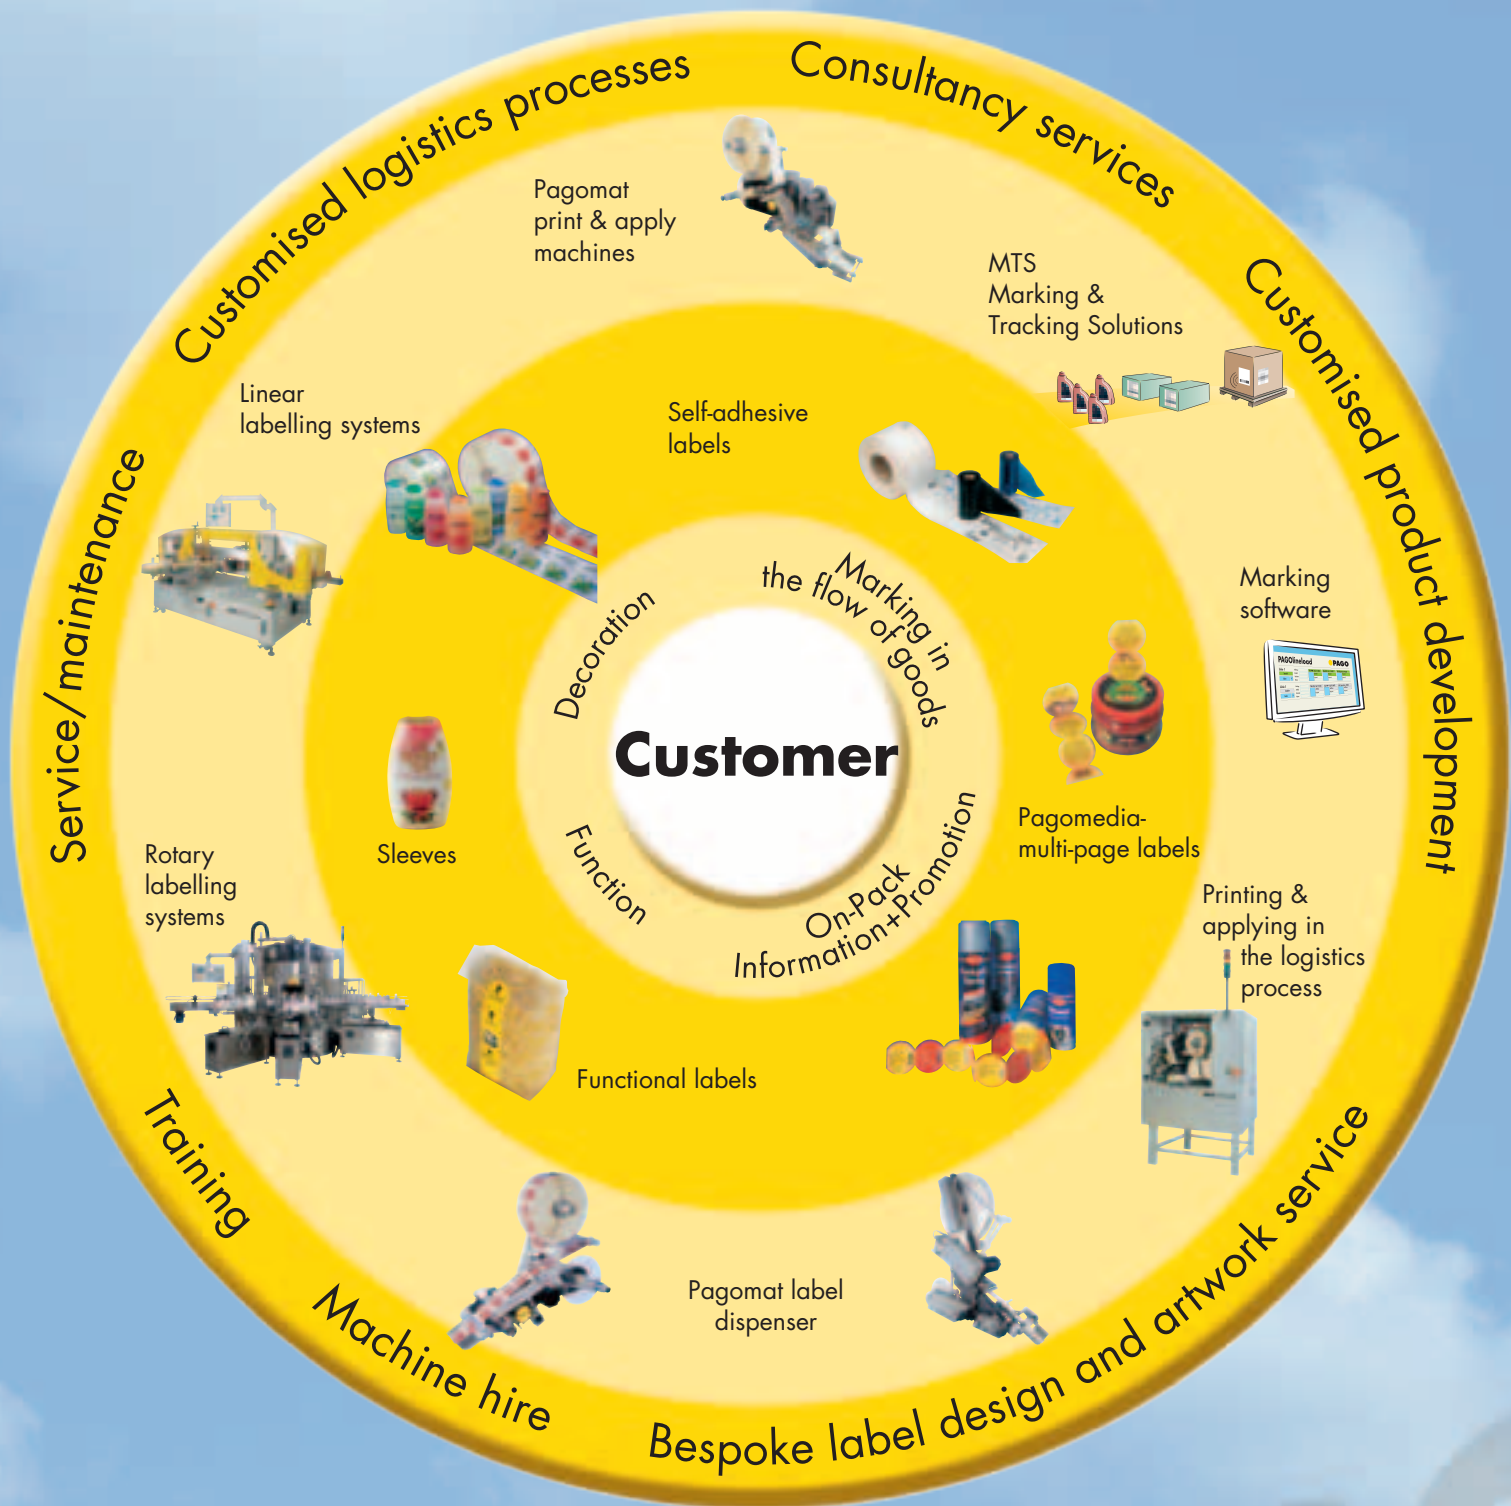 Customised logistics processes
Consultancy services
Customised product development
Bespoke label design and artwork service
Machine hire
Training
Service/maintenance
Pagomat
print & apply
machines
MTS
Marking &
Tracking Solutions
Linear
labelling systems
Self-adhesive
labels
Marking
software
PAGOlineload
PAGO
Decoration
Marking in
the flow of goods
Customer
Function
On-Pack
Information+Promotion
Sleeves
Pagomedia-
multi-page labels
Rotary
labelling
systems
Printing &
applying in
the logistics
process
Functional labels
Pagomat label
dispenser